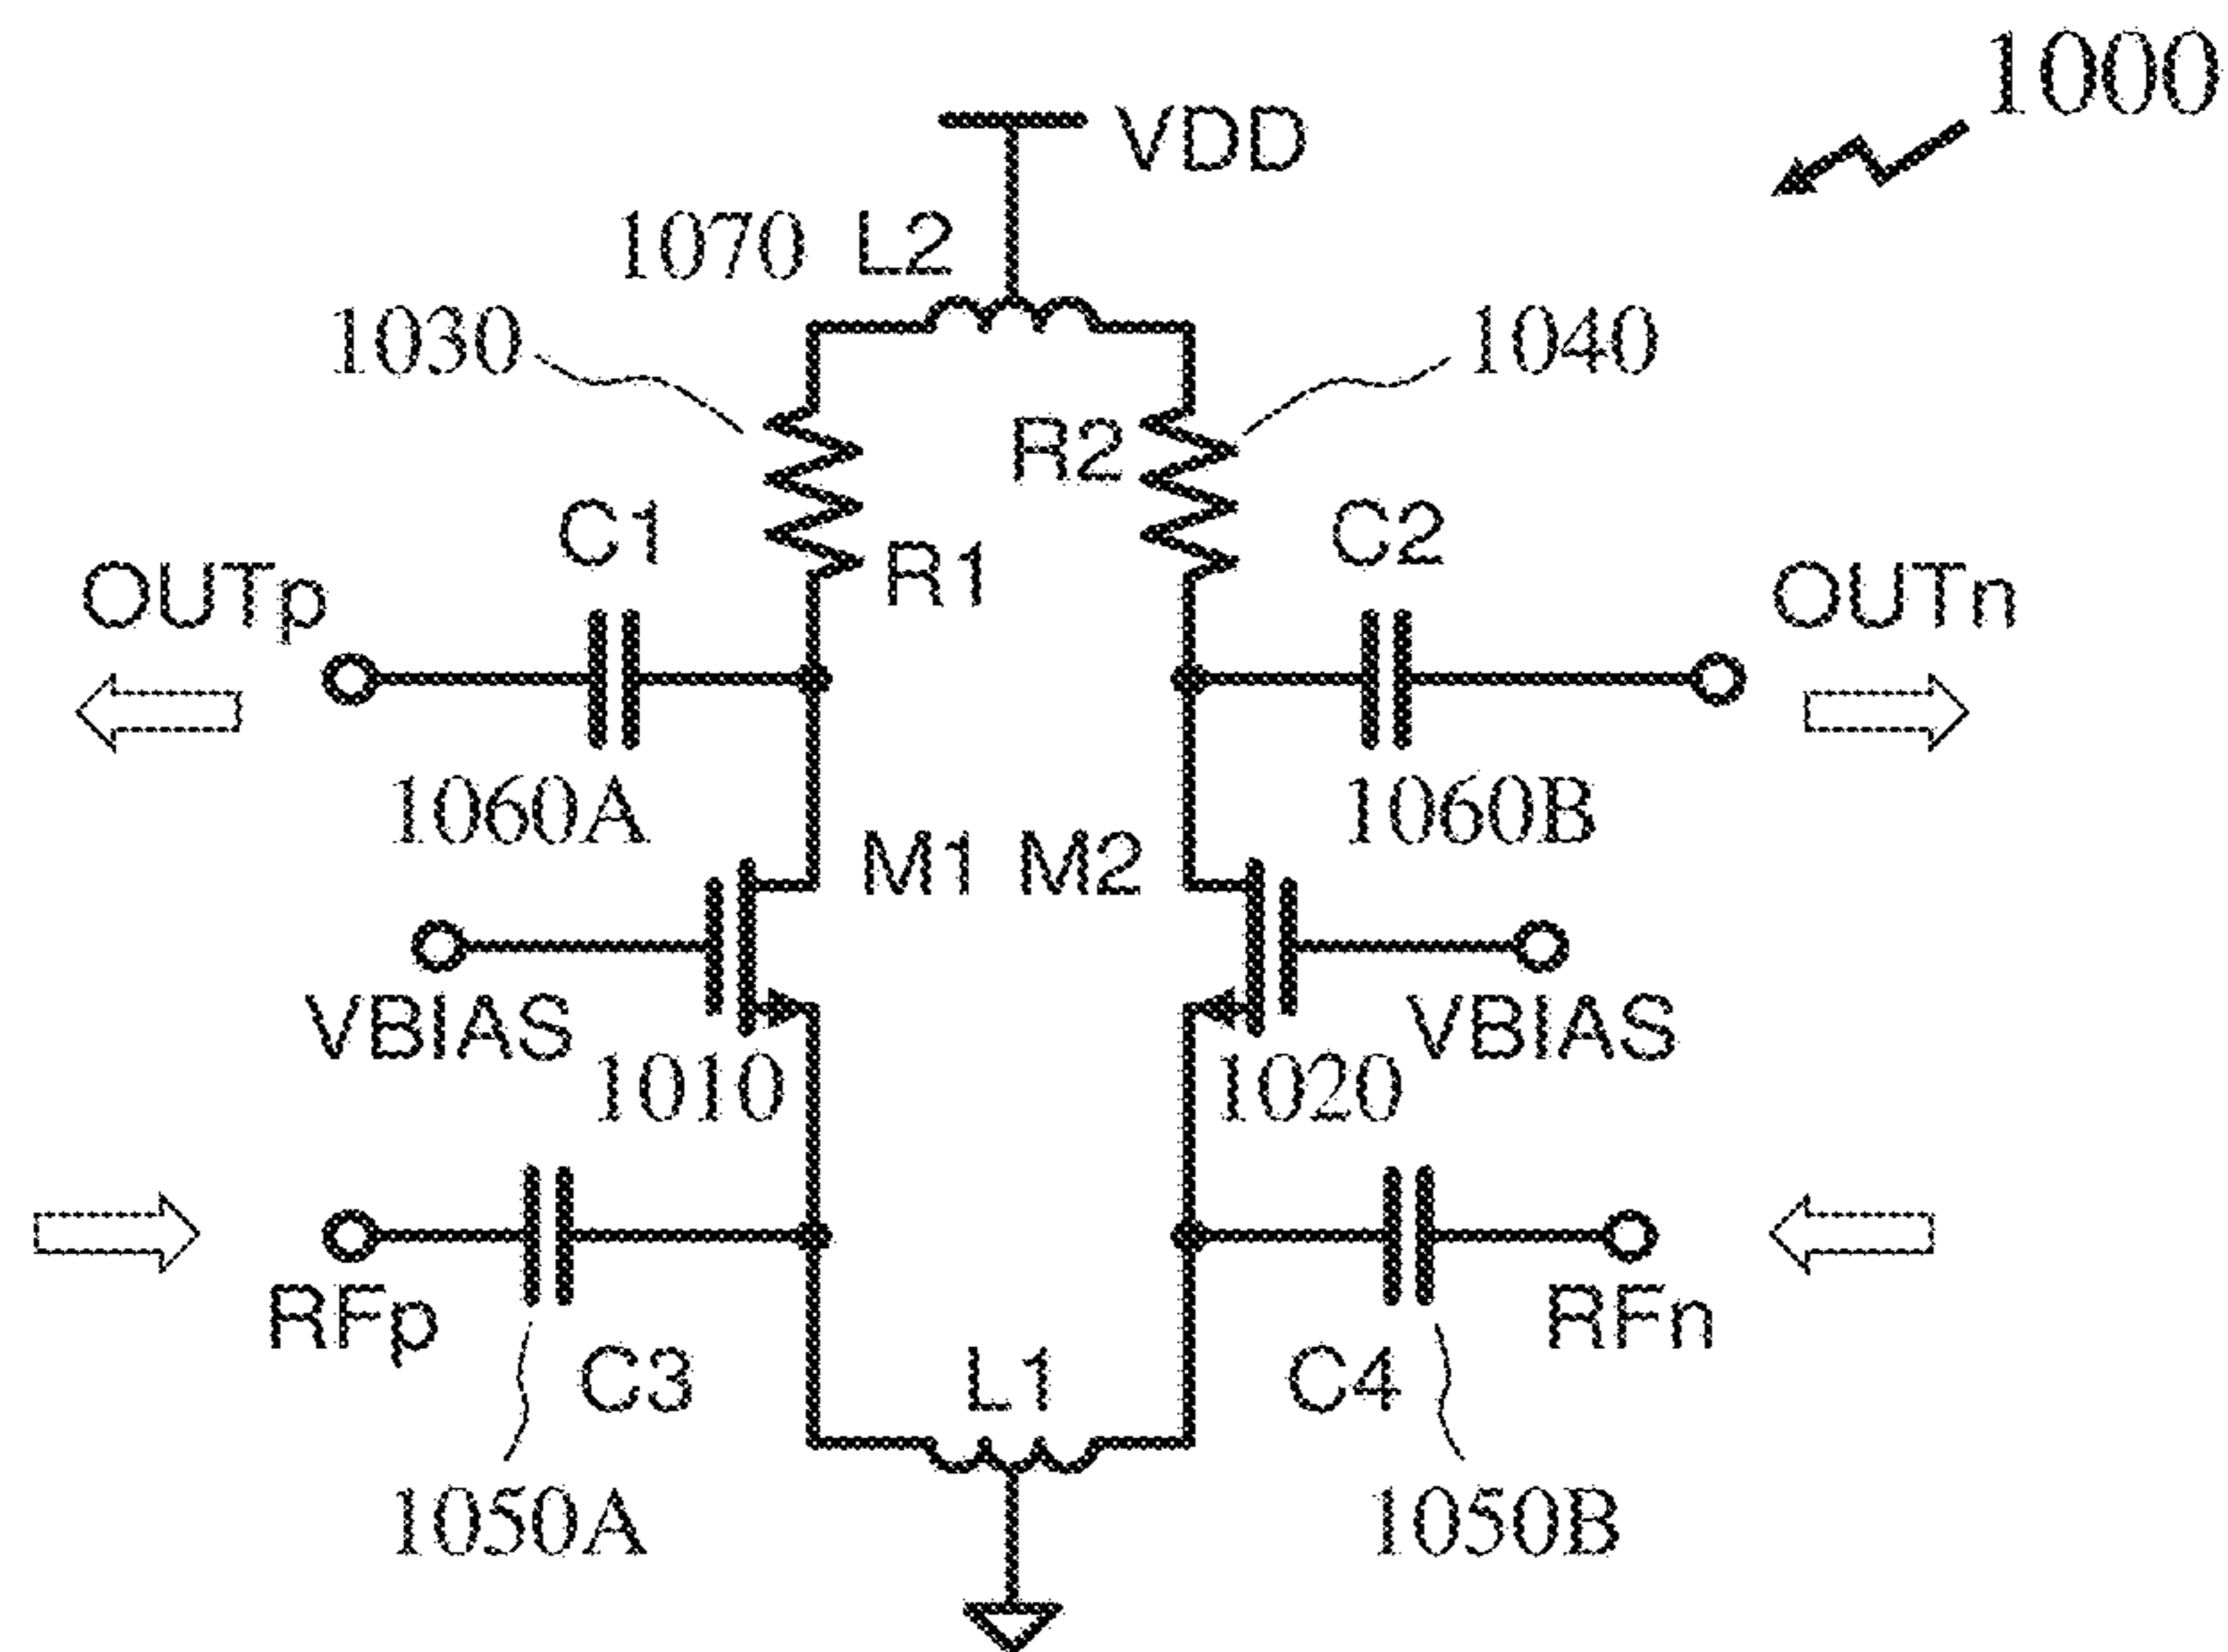 1000
VDD
1070 L2
1030
1040
R2
C1
C2
R1
OUTp
OUTn
1060A
1060B
M1 M2
VBIAS
VBIAS
1010
1020
RFp
RFn
C3
L1
C4
1050A
1050B